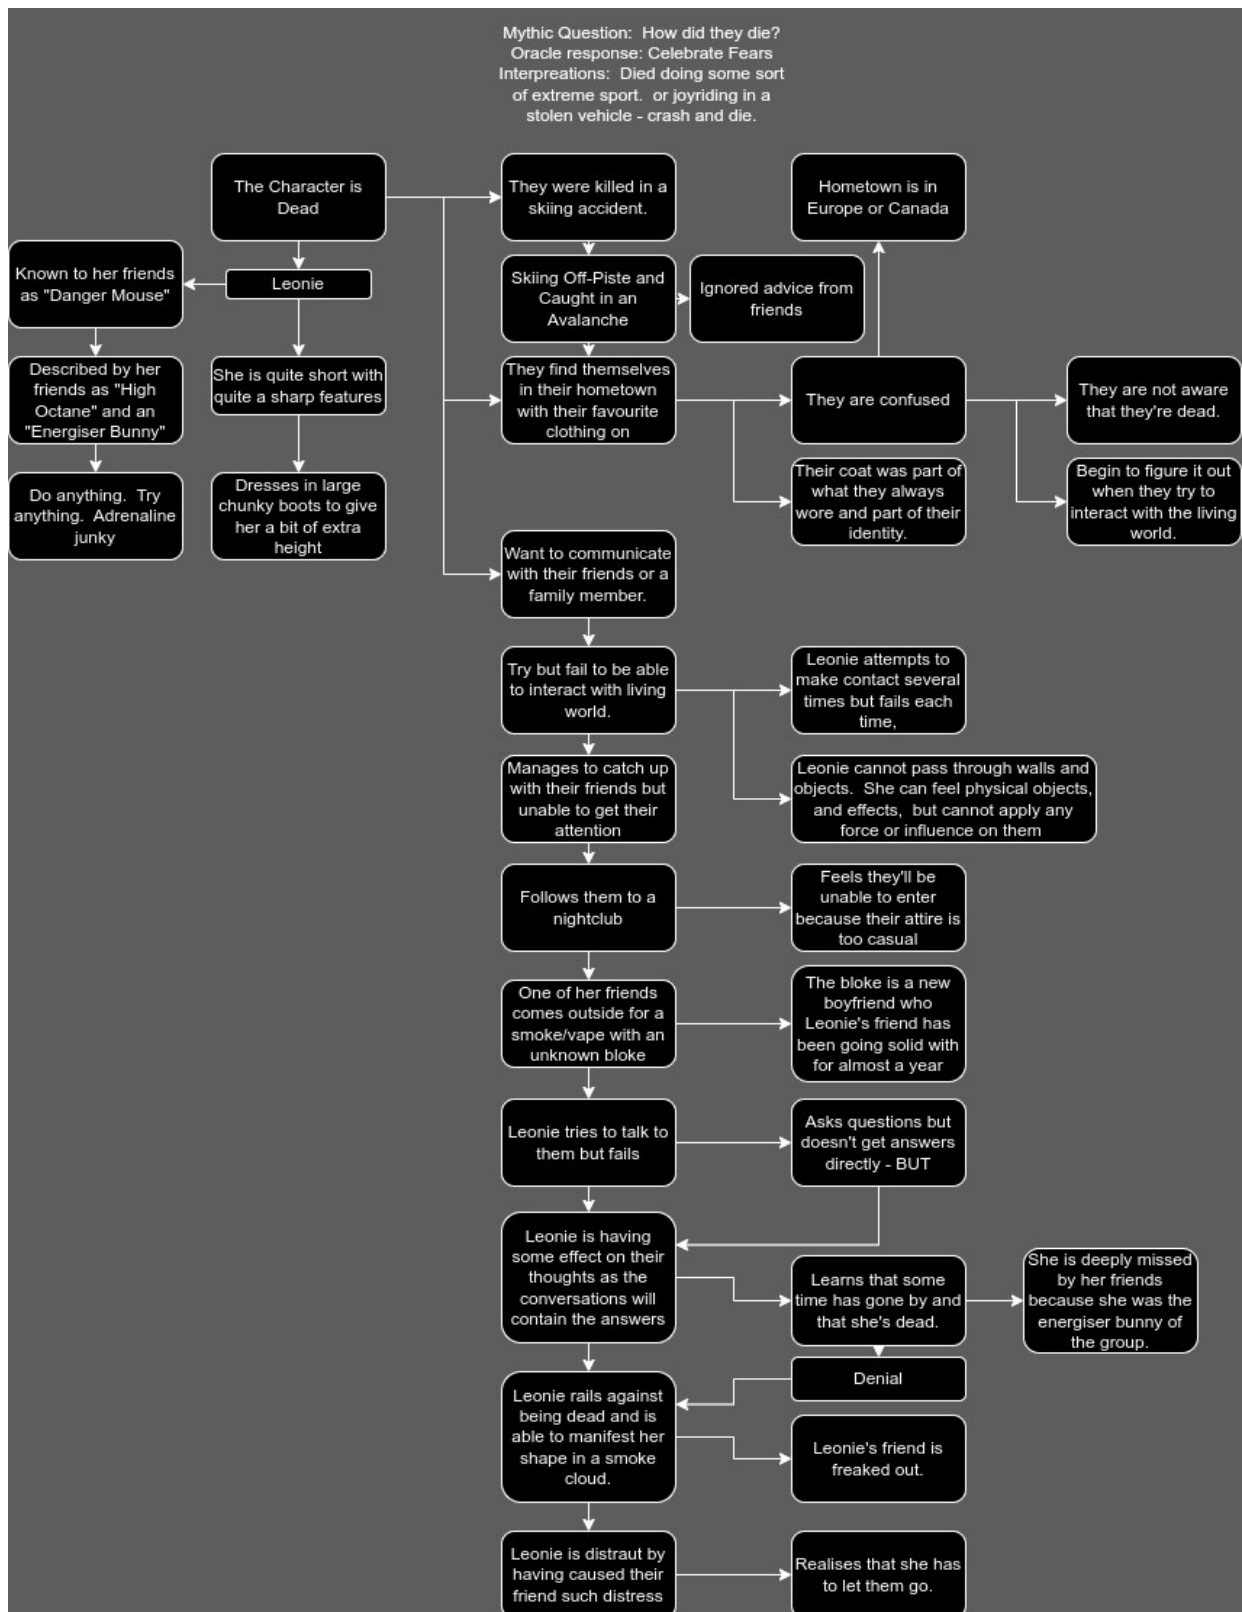 Mythic Question:  How did they die?
Oracle response: Celebrate Fears
Interpreations:  Died doing some sort
of extreme sport.  or joyriding in a
stolen vehicle - crash and die.
The Character is
Dead
They were killed in a
skiing accident.
Hometown is in
Europe or Canada
Known to her friends
as "Danger Mouse"
Leonie
Skiing Off-Piste and
Caught in an
Avalanche
Ignored advice from
friends
Described by her
friends as "High
Octane" and an
"Energiser Bunny"
She is quite short with
quite a sharp features
They find themselves
in their hometown
with their favourite
clothing on
They are confused
They are not aware
that they're dead.
Do anything.  Try
anything.  Adrenaline
junky
Dresses in large
chunky boots to give
her a bit of extra
height
Their coat was part of
what they always
wore and part of their
identity.
Begin to figure it out
when they try to
interact with the living
world.
Want to communicate
with their friends or a
family member.
Try but fail to be able
to interact with living
world.
Leonie attempts to
make contact several
times but fails each
time,
Manages to catch up
with their friends but
unable to get their
attention
Leonie cannot pass through walls and
objects.  She can feel physical objects,
and effects,  but cannot apply any
force or influence on them
Follows them to a
nightclub
Feels they'll be
unable to enter
because their attire is
too casual
One of her friends
comes outside for a
smoke/vape with an
unknown bloke
The bloke is a new
boyfriend who
Leonie's friend has
been going solid with
for almost a year
Leonie tries to talk to
them but fails
Asks questions but
doesn't get answers
directly - BUT
Leonie is having
some effect on their
thoughts as the
conversations will
contain the answers
Learns that some
time has gone by and
that she's dead.
She is deeply missed
by her friends
because she was the
energiser bunny of
the group.
Denial
Leonie rails against
being dead and is
able to manifest her
shape in a smoke
cloud.
Leonie's friend is
freaked out.
Leonie is distraut by
having caused their
friend such distress
Realises that she has
to let them go.